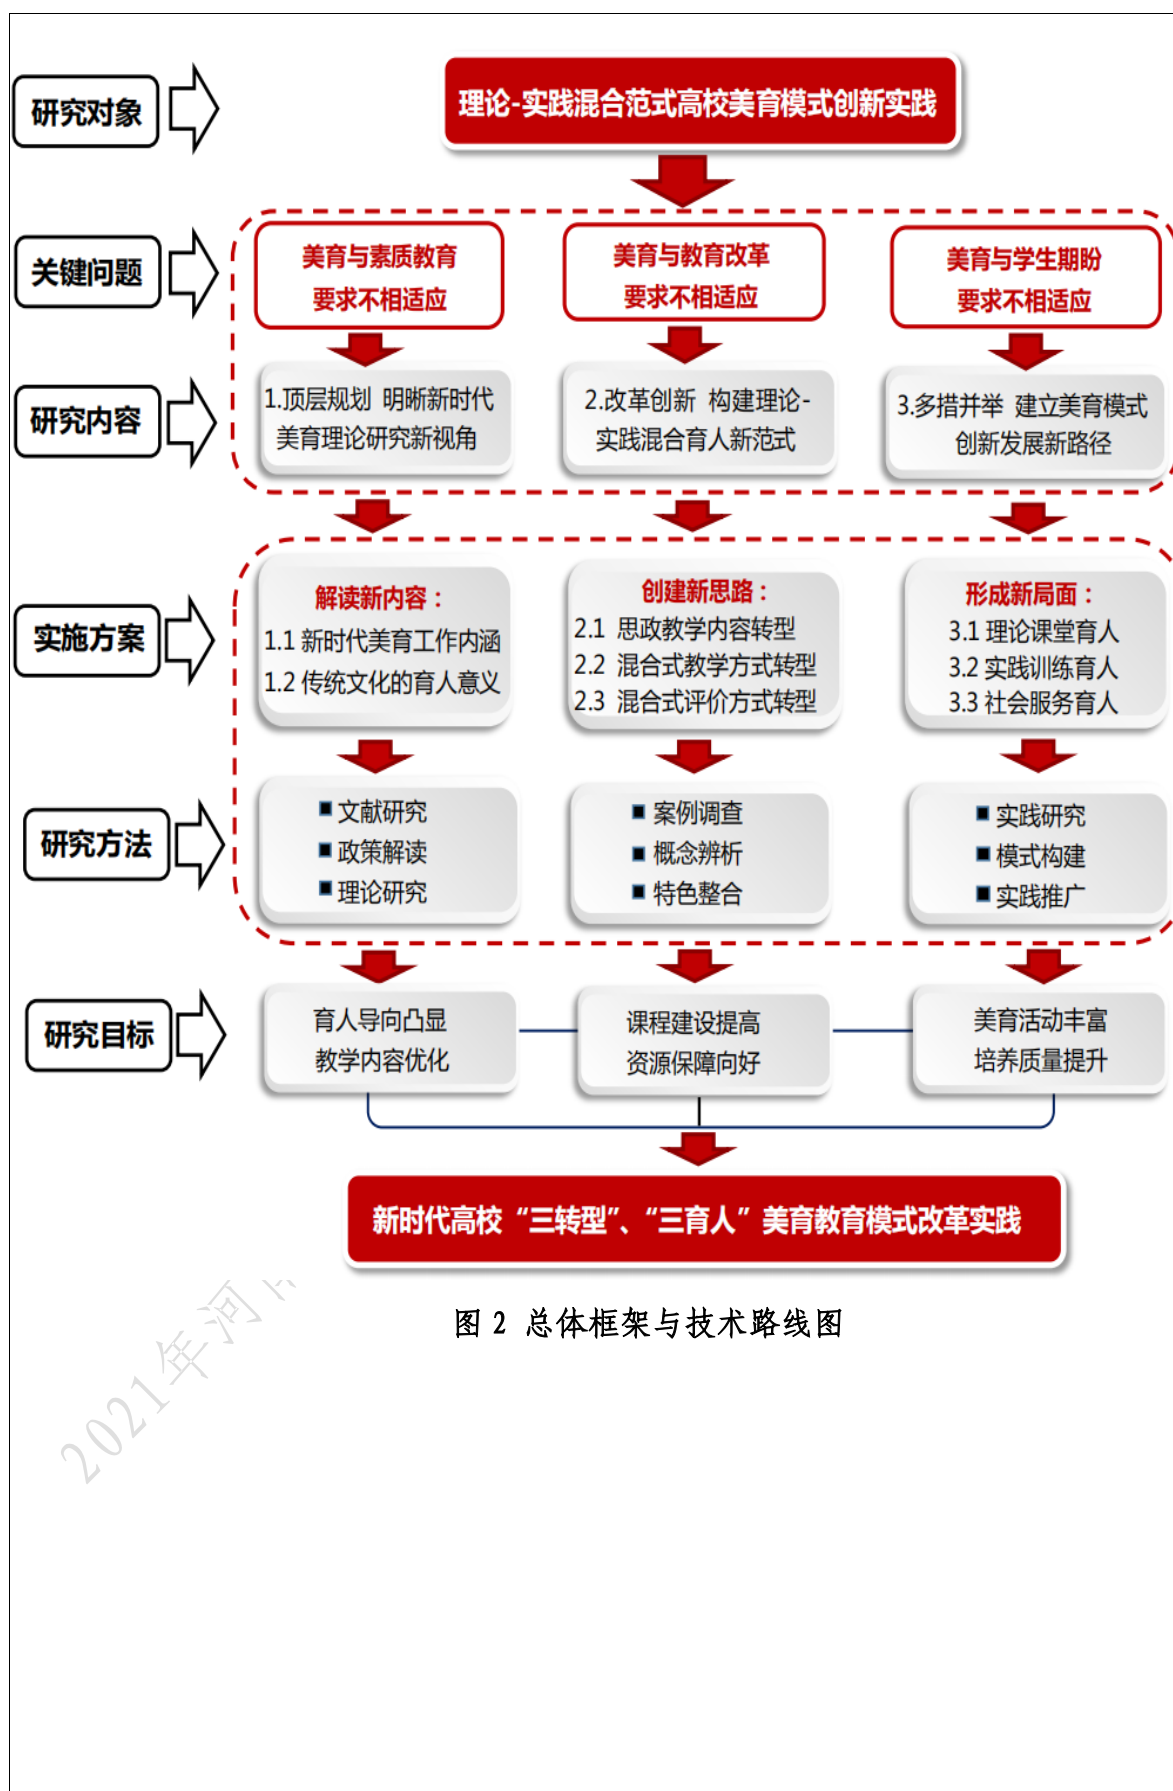 研究对象
理论-实践混合范式高校美育模式创新实践
关键问题
美育与素质教育
要求不相适应
美育与教育改革
要求不相适应
美育与学生期盼
要求不相适应
研究内容
1.顶层规划 明晰新时代
美育理论研究新视角
2.改革创新 构建理论-
实践混合育人新范式
3.多措并举 建立美育模式
创新发展新路径
实施方案
解读新内容：
1.1 新时代美育工作内涵
1.2 传统文化的育人意义
创建新思路：
2.1 思政教学内容转型
2.2 混合式教学方式转型
2.3 混合式评价方式转型
形成新局面：
3.1 理论课堂育人
3.2 实践训练育人
3.3 社会服务育人
研究方法
■ 文献研究
■ 政策解读
■ 理论研究
■ 案例调查
■ 概念辨析
■ 特色整合
■ 实践研究
■ 模式构建
■ 实践推广
研究目标
育人导向凸显
教学内容优化
课程建设提高
资源保障向好
美育活动丰富
培养质量提升
新时代高校“三转型”、“三育人”美育教育模式改革实践
图 2 总体框架与技术路线图
2021年河